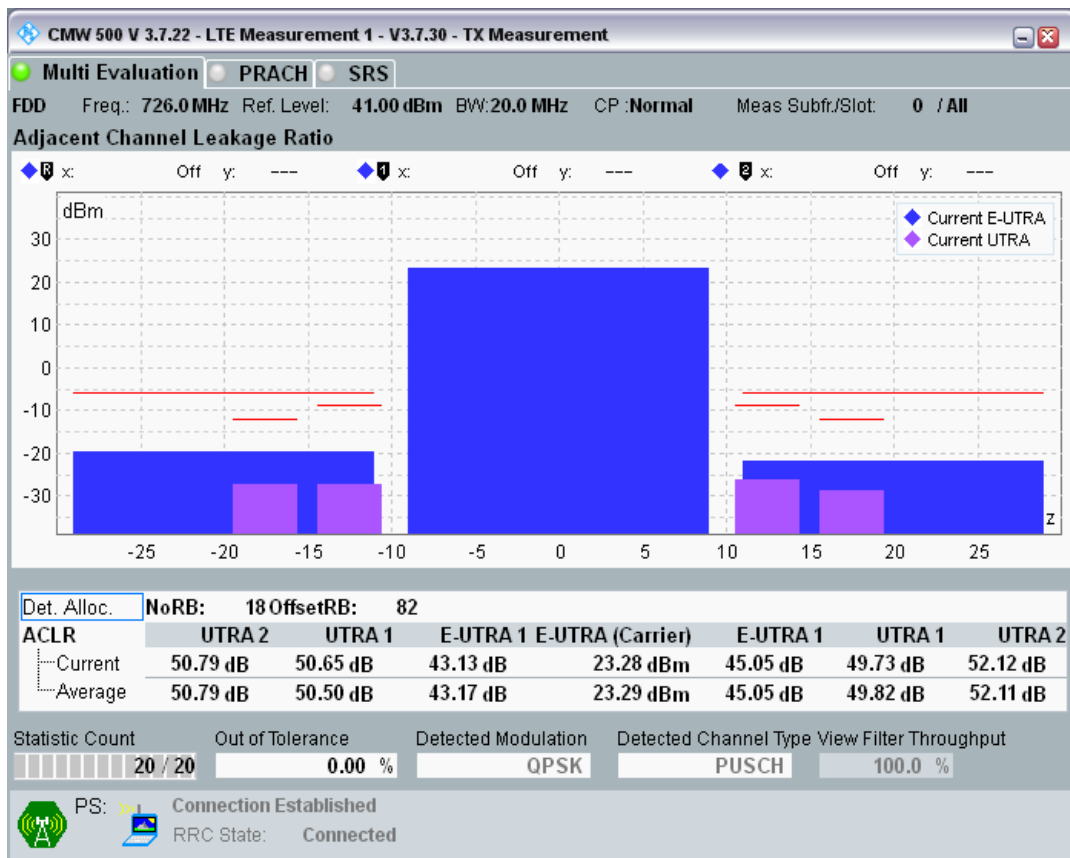 CMW 500 V 3.7.22 - LTE Measurement 1 - V3.7.30 - TX Measurement
Multi Evaluation PRACH SRS
FDD Freq.: 726.0 MHz Ref. Level: 41.00 dBm BW:20.0 MHz CP :Normal Meas Subfr./Slot: 0 / All
Adjacent Channel Leakage Ratio
R x: Off y: --- 1 x: Off y: --- 2 x: Off y: ---
dBm
Current E-UTRA
Current UTRA
30
20
10
0
-10
-20
-30
z
-25 -20 -15 -10 -5 0 5 10 15 20 25
Det. Alloc. NoRB: 18 OffsetRB: 82
ACLR UTRA 2 UTRA 1 E-UTRA 1 E-UTRA (Carrier) E-UTRA 1 UTRA 1 UTRA 2
Current 50.79 dB 50.65 dB 43.13 dB 23.28 dBm 45.05 dB 49.73 dB 52.12 dB
Average 50.79 dB 50.50 dB 43.17 dB 23.29 dBm 45.05 dB 49.82 dB 52.11 dB
Statistic Count Out of Tolerance Detected Modulation Detected Channel Type View Filter Throughput
20 / 20 0.00 % QPSK PUSCH 100.0 %
PS: Connection Established
RRC State: Connected